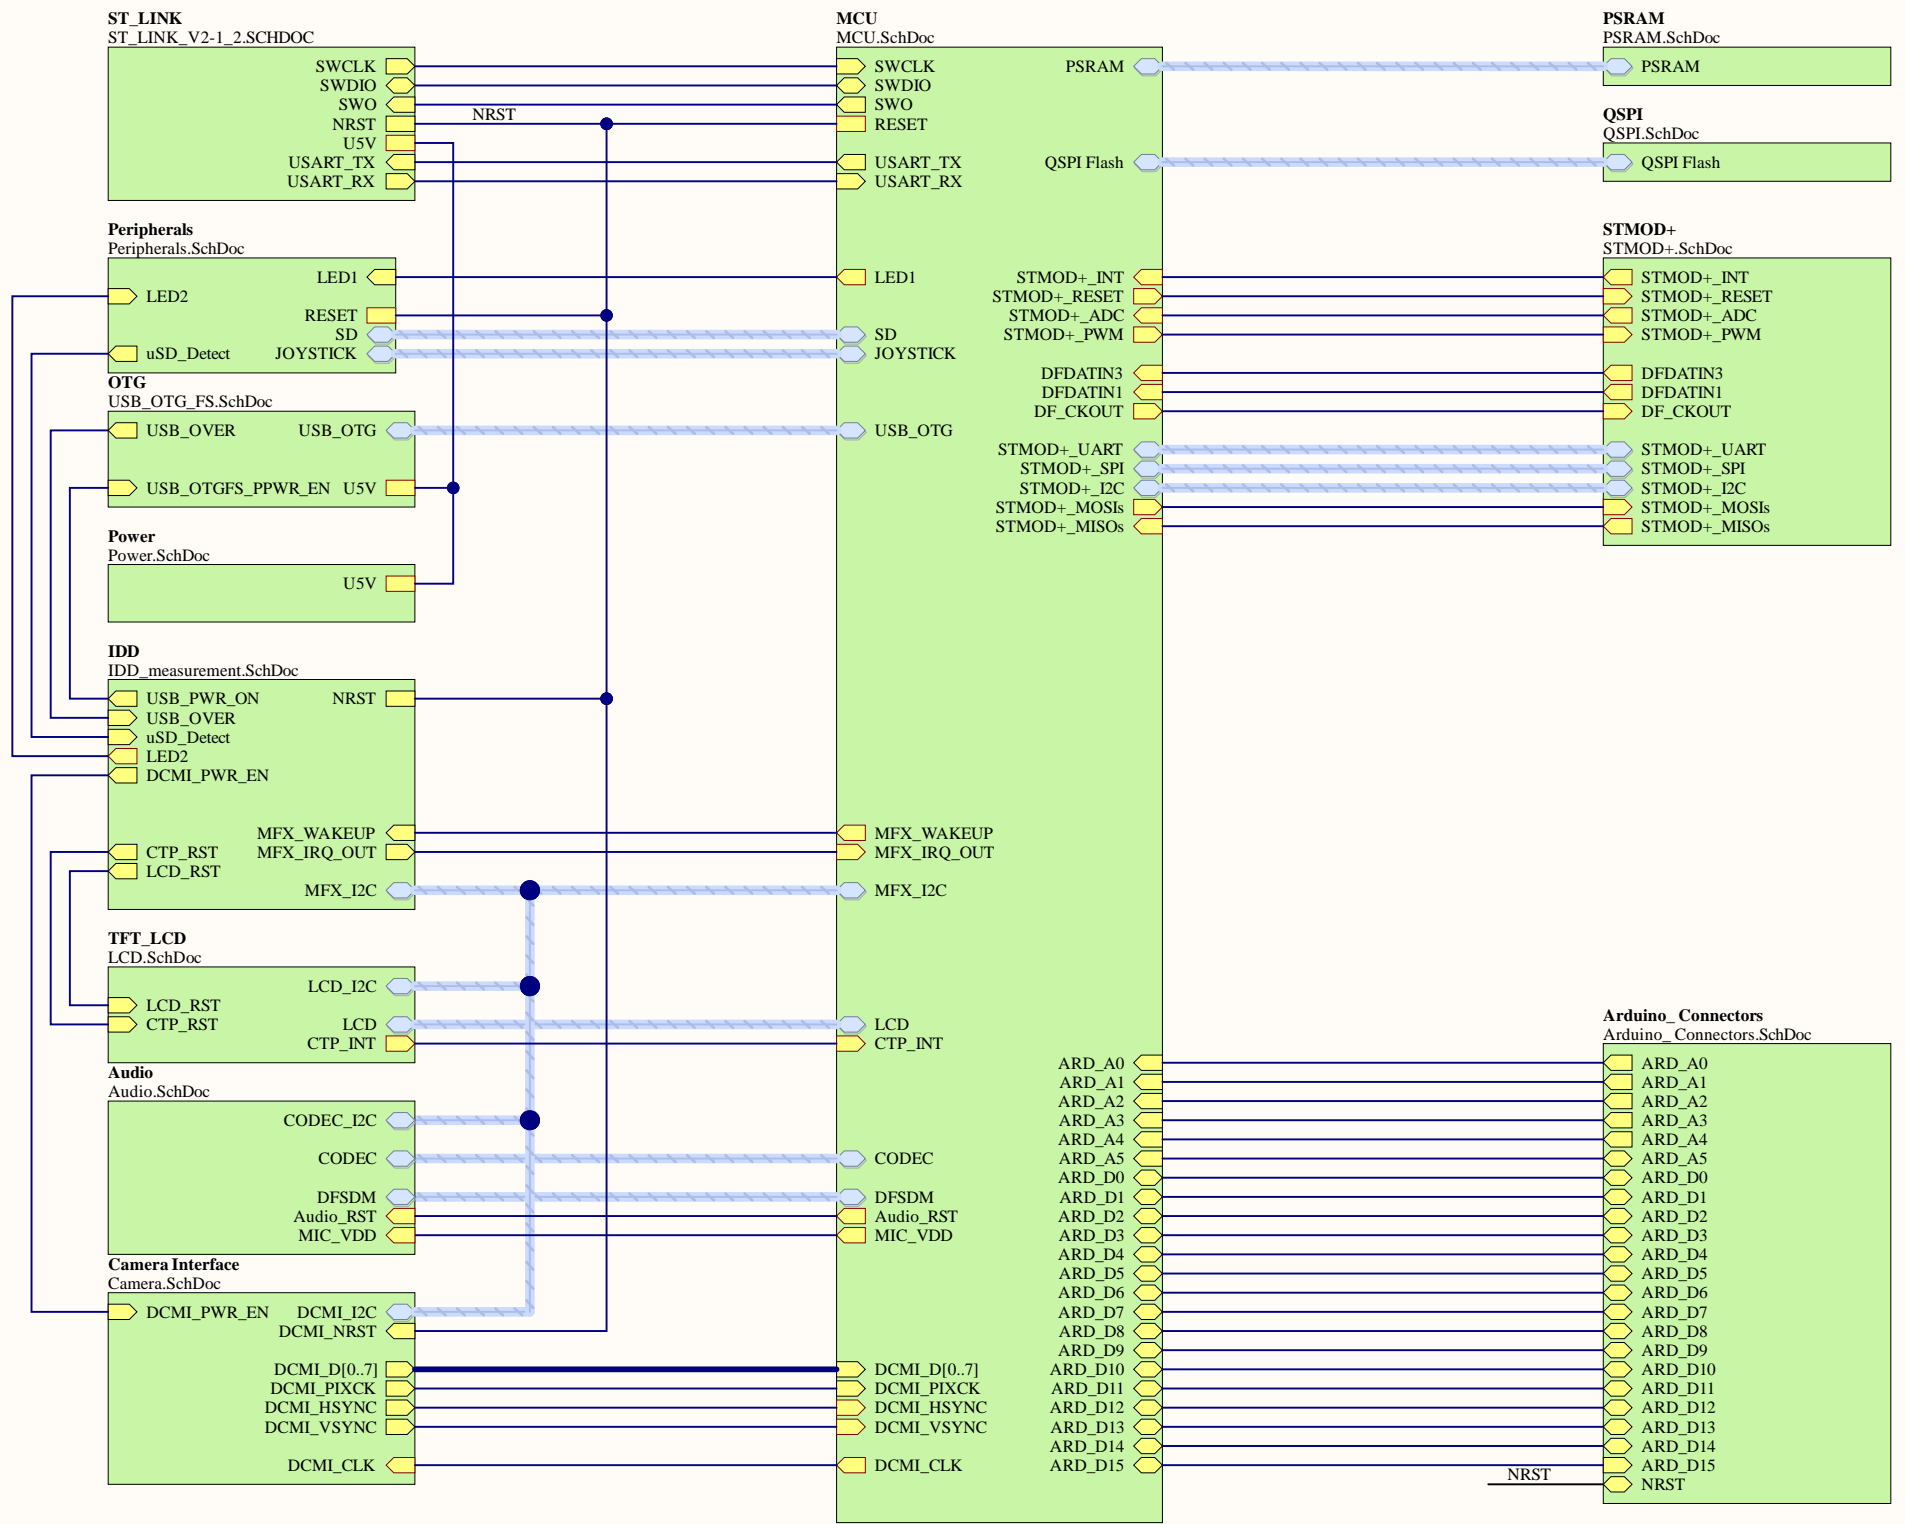 ST_LINK
ST_LINK_V2-1_2.SCHDOC
SWCLK
SWDIO
SWO
NRST
U5V
USART_TX
USART_RX
NRST
Peripherals
Peripherals.SchDoc
LED1
LED2
RESET
SD
uSD_Detect
JOYSTICK
OTG
USB_OTG_FS.SchDoc
USB_OVER
USB_OTG
USB_OTGFS_PPWR_EN
U5V
Power
Power.SchDoc
U5V
IDD
IDD_measurement.SchDoc
USB_PWR_ON
NRST
USB_OVER
uSD_Detect
LED2
DCMI_PWR_EN
MFX_WAKEUP
CTP_RST
MFX_IRQ_OUT
LCD_RST
MFX_I2C
TFT_LCD
LCD.SchDoc
LCD_I2C
LCD_RST
CTP_RST
LCD
CTP_INT
Audio
Audio.SchDoc
CODEC_I2C
CODEC
DFSDM
Audio_RST
MIC_VDD
Camera Interface
Camera.SchDoc
DCMI_PWR_EN
DCMI_I2C
DCMI_NRST
DCMI_D[0..7]
DCMI_PIXCK
DCMI_HSYNC
DCMI_VSYNC
DCMI_CLK
MCU
MCU.SchDoc
SWCLK
SWDIO
SWO
RESET
USART_TX
USART_RX
LED1
SD
JOYSTICK
USB_OTG
MFX_WAKEUP
MFX_IRQ_OUT
MFX_I2C
LCD
CTP_INT
CODEC
DFSDM
Audio_RST
MIC_VDD
DCMI_D[0..7]
DCMI_PIXCK
DCMI_HSYNC
DCMI_VSYNC
DCMI_CLK
PSRAM
QSPI Flash
STMOD+_INT
STMOD+_RESET
STMOD+_ADC
STMOD+_PWM
DFDATIN3
DFDATIN1
DF_CKOUT
STMOD+_UART
STMOD+_SPI
STMOD+_I2C
STMOD+_MOSIs
STMOD+_MISOs
ARD_A0
ARD_A1
ARD_A2
ARD_A3
ARD_A4
ARD_A5
ARD_D0
ARD_D1
ARD_D2
ARD_D3
ARD_D4
ARD_D5
ARD_D6
ARD_D7
ARD_D8
ARD_D9
ARD_D10
ARD_D11
ARD_D12
ARD_D13
ARD_D14
ARD_D15
PSRAM
PSRAM.SchDoc
PSRAM
QSPI
QSPI.SchDoc
QSPI Flash
STMOD+
STMOD+.SchDoc
STMOD+_INT
STMOD+_RESET
STMOD+_ADC
STMOD+_PWM
DFDATIN3
DFDATIN1
DF_CKOUT
STMOD+_UART
STMOD+_SPI
STMOD+_I2C
STMOD+_MOSIs
STMOD+_MISOs
Arduino_ Connectors
Arduino_ Connectors.SchDoc
ARD_A0
ARD_A1
ARD_A2
ARD_A3
ARD_A4
ARD_A5
ARD_D0
ARD_D1
ARD_D2
ARD_D3
ARD_D4
ARD_D5
ARD_D6
ARD_D7
ARD_D8
ARD_D9
ARD_D10
ARD_D11
ARD_D12
ARD_D13
ARD_D14
ARD_D15
NRST
NRST